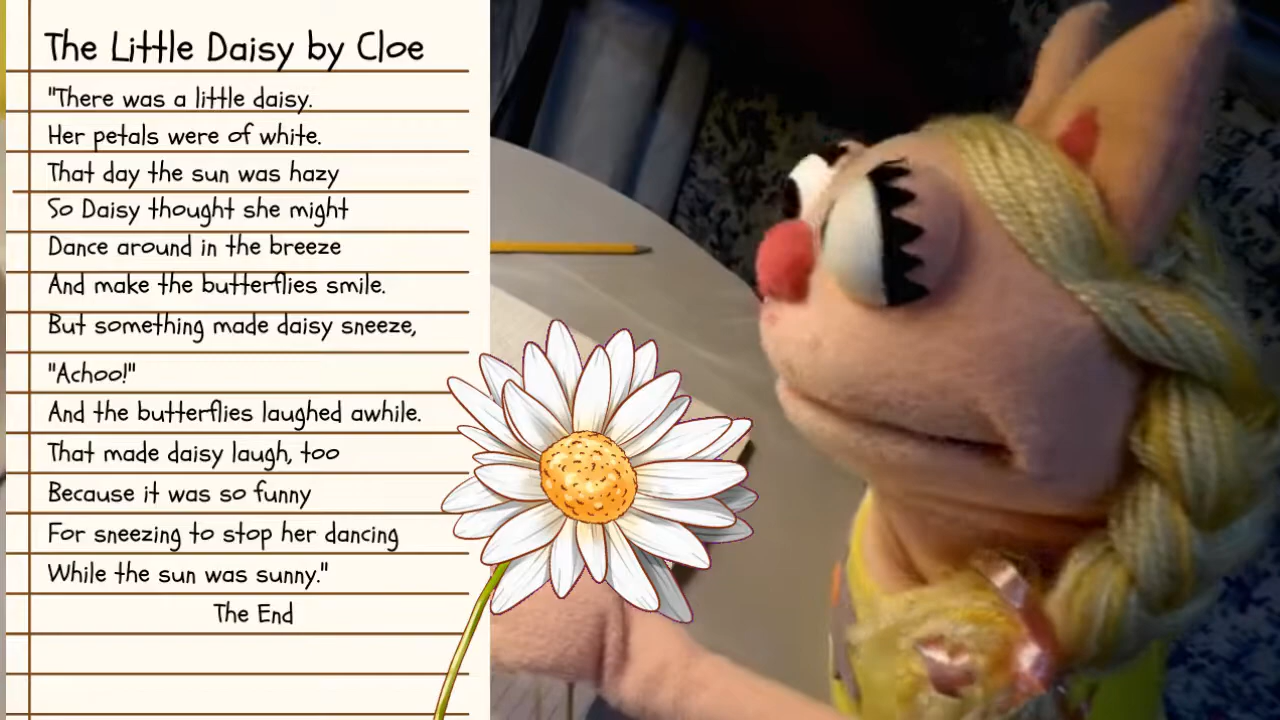 The Little Daisy by Cloe
"There was a little daisy.
Her petals were of white.
That day the sun was hazy
So Daisy thought she might
Dance around in the breeze
And make the butterflies smile.
But something made daisy sneeze,
"Achoo!"
And the butterflies laughed awhile.
That made daisy laugh, too
Because it was so funny
For sneezing to stop her dancing
While the sun was sunny."
The End